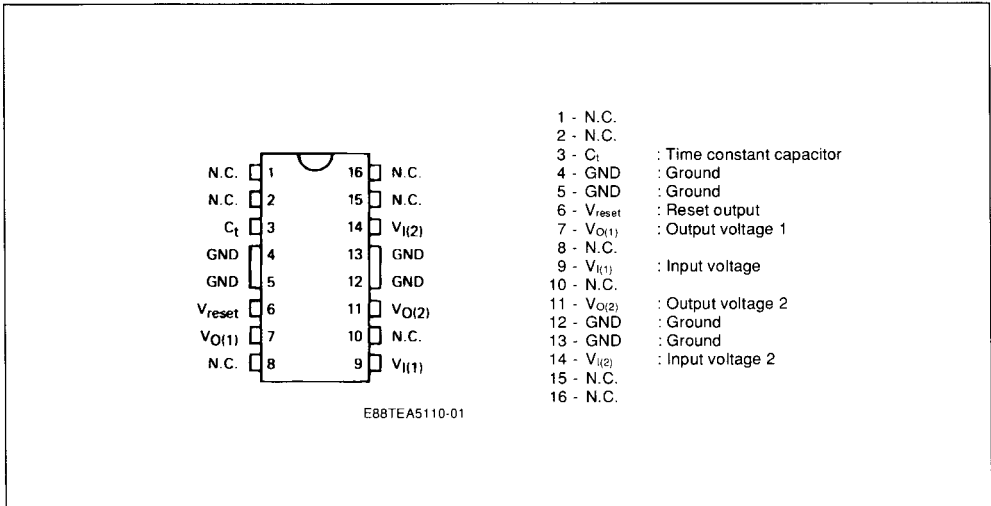 N.C. 1 16 N.C.
N.C. 2 15 N.C.
Ct 3 14 VI(2)
GND 4 13 GND
GND 5 12 GND
Vreset 6 11 VO(2)
VO(1) 7 10 N.C.
N.C. 8 9 VI(1)
E88TEA5110-01
1 - N.C.
2 - N.C.
3 - Ct : Time constant capacitor
4 - GND : Ground
5 - GND : Ground
6 - Vreset : Reset output
7 - VO(1) : Output voltage 1
8 - N.C.
9 - VI(1) : Input voltage
10 - N.C.
11 - VO(2) : Output voltage 2
12 - GND : Ground
13 - GND : Ground
14 - VI(2) : Input voltage 2
15 - N.C.
16 - N.C.